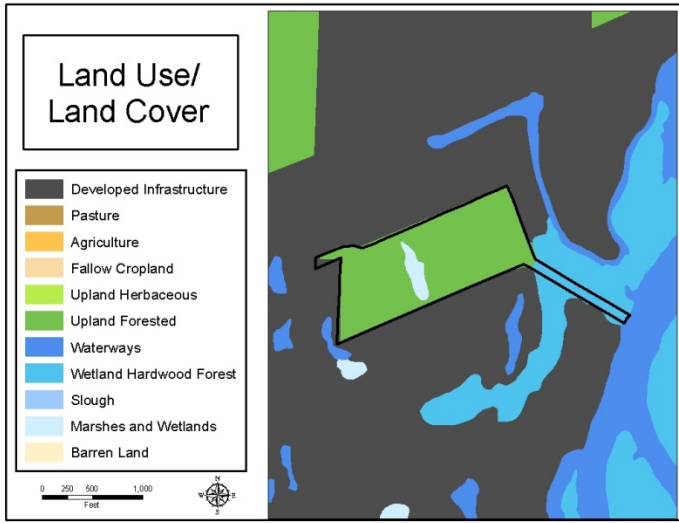 Land Use/
Land Cover
Developed Infrastructure
Pasture
Agriculture
Fallow Cropland
Upland Herbaceous
Upland Forested
Waterways
Wetland Hardwood Forest
Slough
Marshes and Wetlands
Barren Land
0 250 500 1,000
Feet
N
W E
S